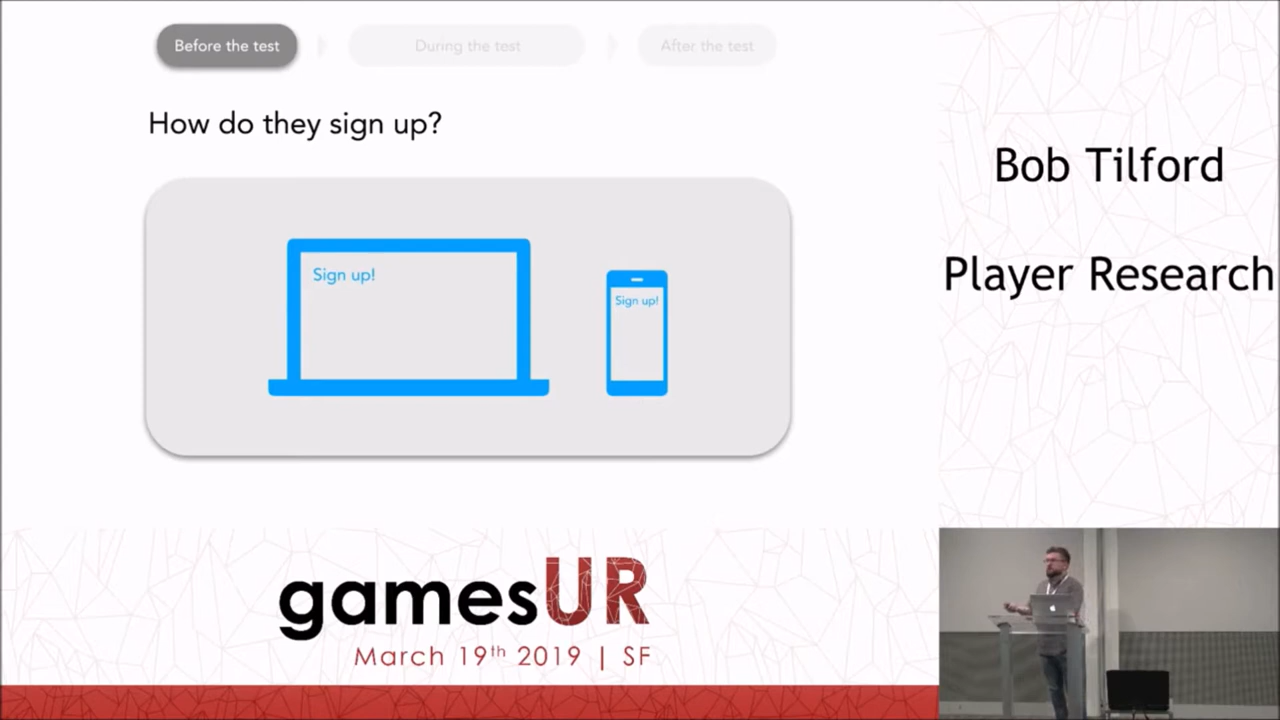 Before the test
During the test
After the test
How do they sign up?
Sign up!
Sign up!
Bob Tilford
Player Research
gamesUR
March 19th 2019 | SF